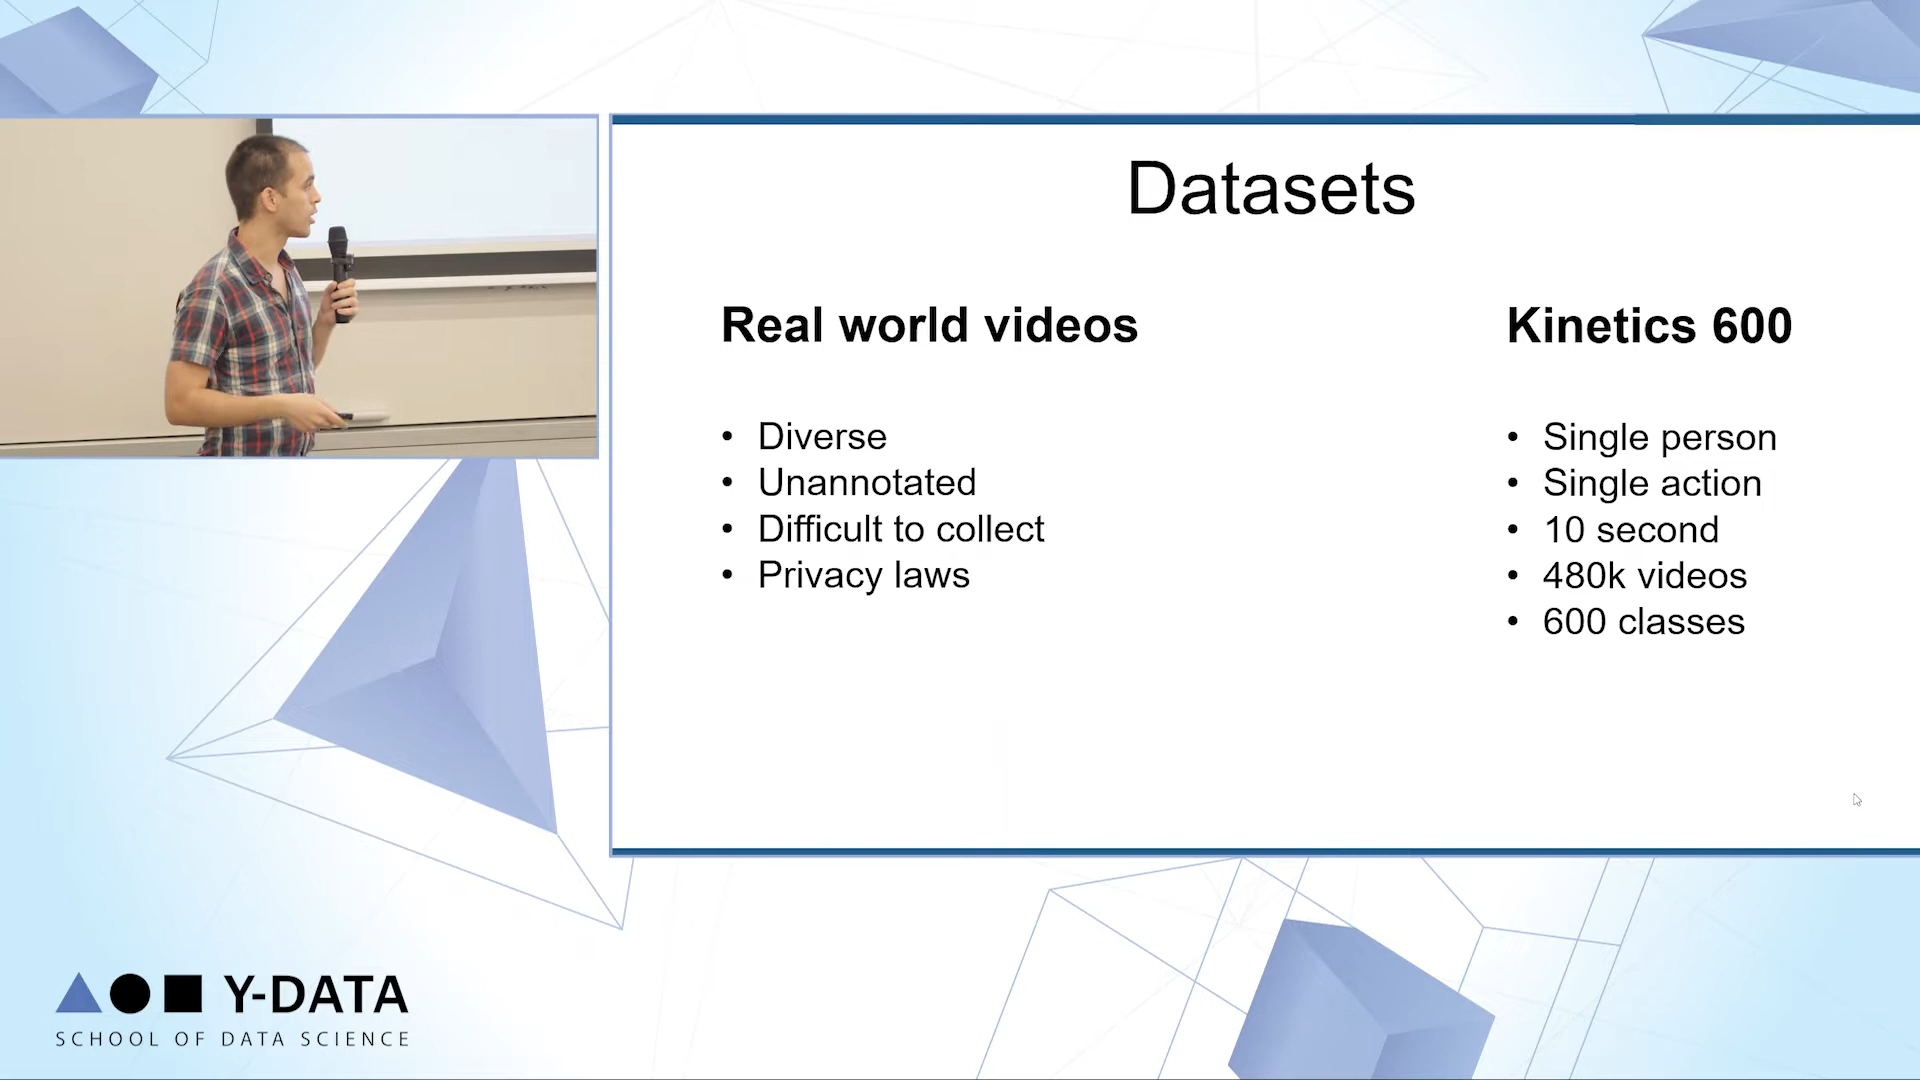 Datasets
Real world videos
• Diverse
• Unannotated
• Difficult to collect
• Privacy laws
Kinetics 600
• Single person
• Single action
• 10 second
• 480k videos
• 600 classes
Y-DATA
SCHOOL OF DATA SCIENCE